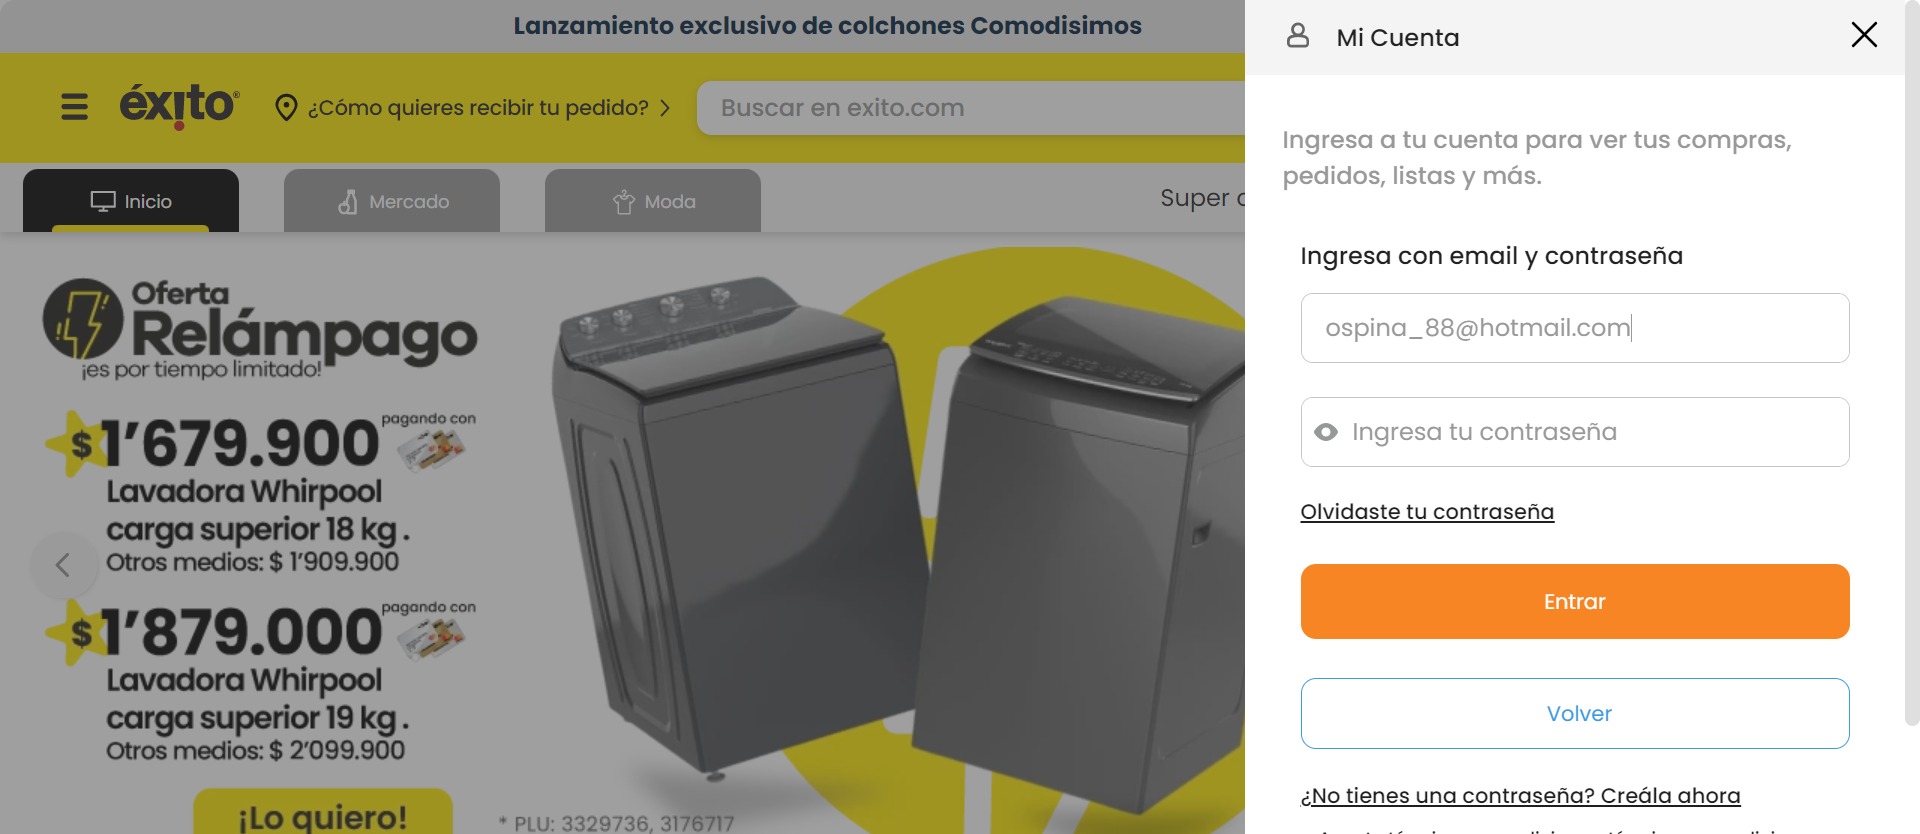 Lanzamiento exclusivo de colchones Comodisimos
éxito®
¿Cómo quieres recibir tu pedido?
Buscar en exito.com
Inicio
Mercado
Moda
Super
Oferta
Relámpago
¡es por tiempo limitado!
$ 1'679.900 pagando con
Lavadora Whirpool
carga superior 18 kg.
Otros medios: $ 1'909.900
$ 1'879.000 pagando con
Lavadora Whirpool
carga superior 19 kg.
Otros medios: $ 2'099.900
¡Lo quiero!
* PLU: 3329736, 3176717
Mi Cuenta
Ingresa a tu cuenta para ver tus compras,
pedidos, listas y más.
Ingresa con email y contraseña
ospina_88@hotmail.com
Ingresa tu contraseña
Olvidaste tu contraseña
Entrar
Volver
¿No tienes una contraseña? Creála ahora